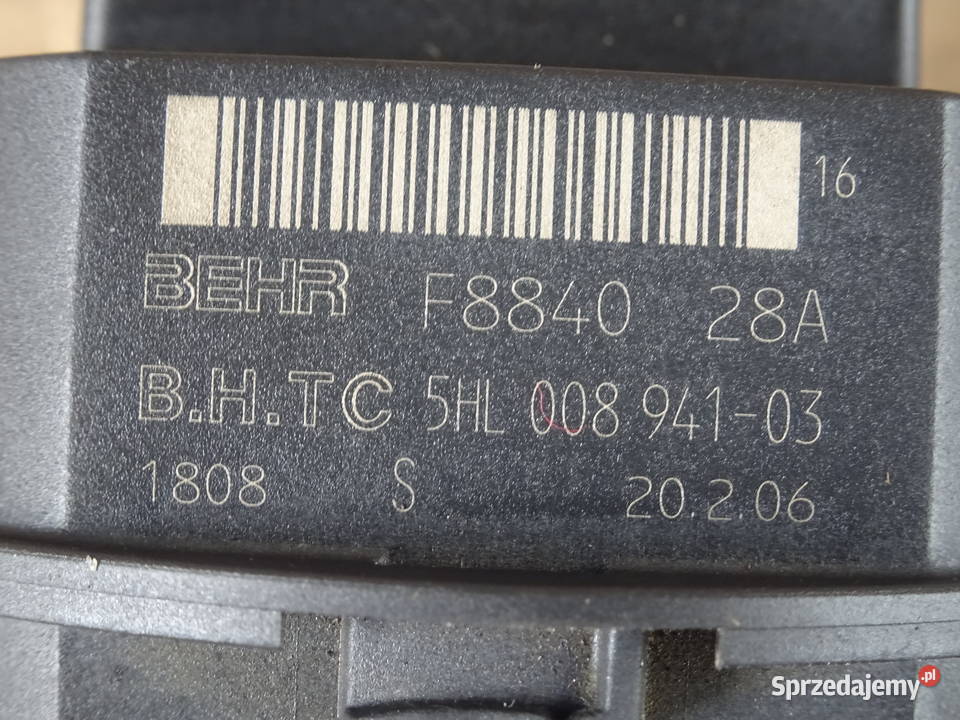 16
BEHR F8840 28A
B.H.TC 5HL 008 941-03
1808 S 20.2.06
Sprzedajemy.pl